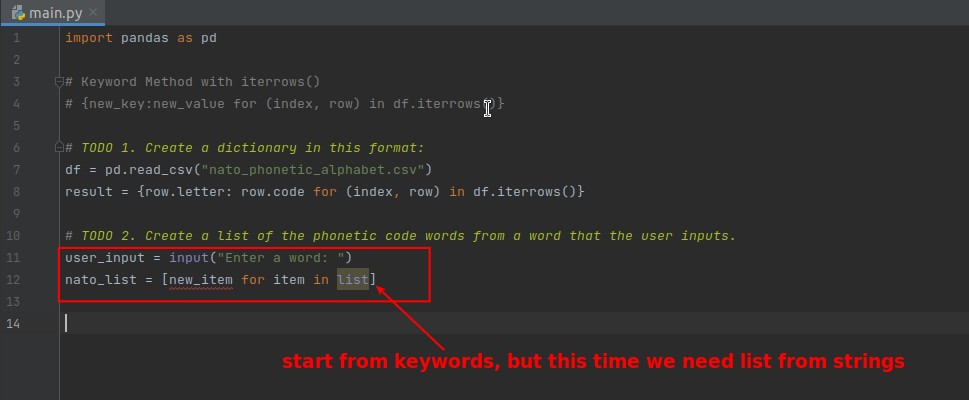 main.py
1 import pandas as pd
2
3 # Keyword Method with iterrows()
4 # {new_key:new_value for (index, row) in df.iterrows()}
5
6 # TODO 1. Create a dictionary in this format:
7 df = pd.read_csv("nato_phonetic_alphabet.csv")
8 result = {row.letter: row.code for (index, row) in df.iterrows()}
9
10 # TODO 2. Create a list of the phonetic code words from a word that the user inputs.
11 user_input = input("Enter a word: ")
12 nato_list = [new_item for item in list]
13
14
start from keywords, but this time we need list from strings